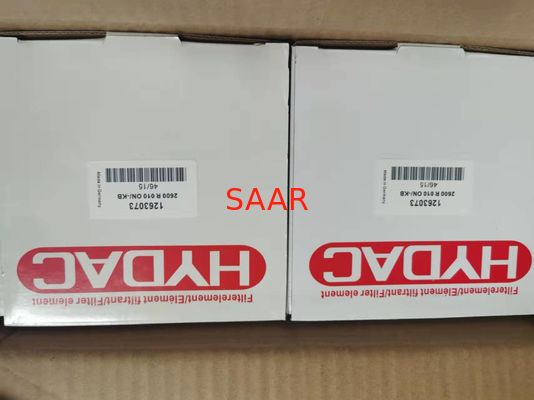 1263073
2600 R 010 ON/-KB
46/15
Made in Germany
HYDAC
Filterelement/Elément filtrant/Filter element
1263073
2600 R 010 ON/-KB
46/15
Made in Germany
HYDAC
Filterelement/Elément filtrant/Filter element
SAAR